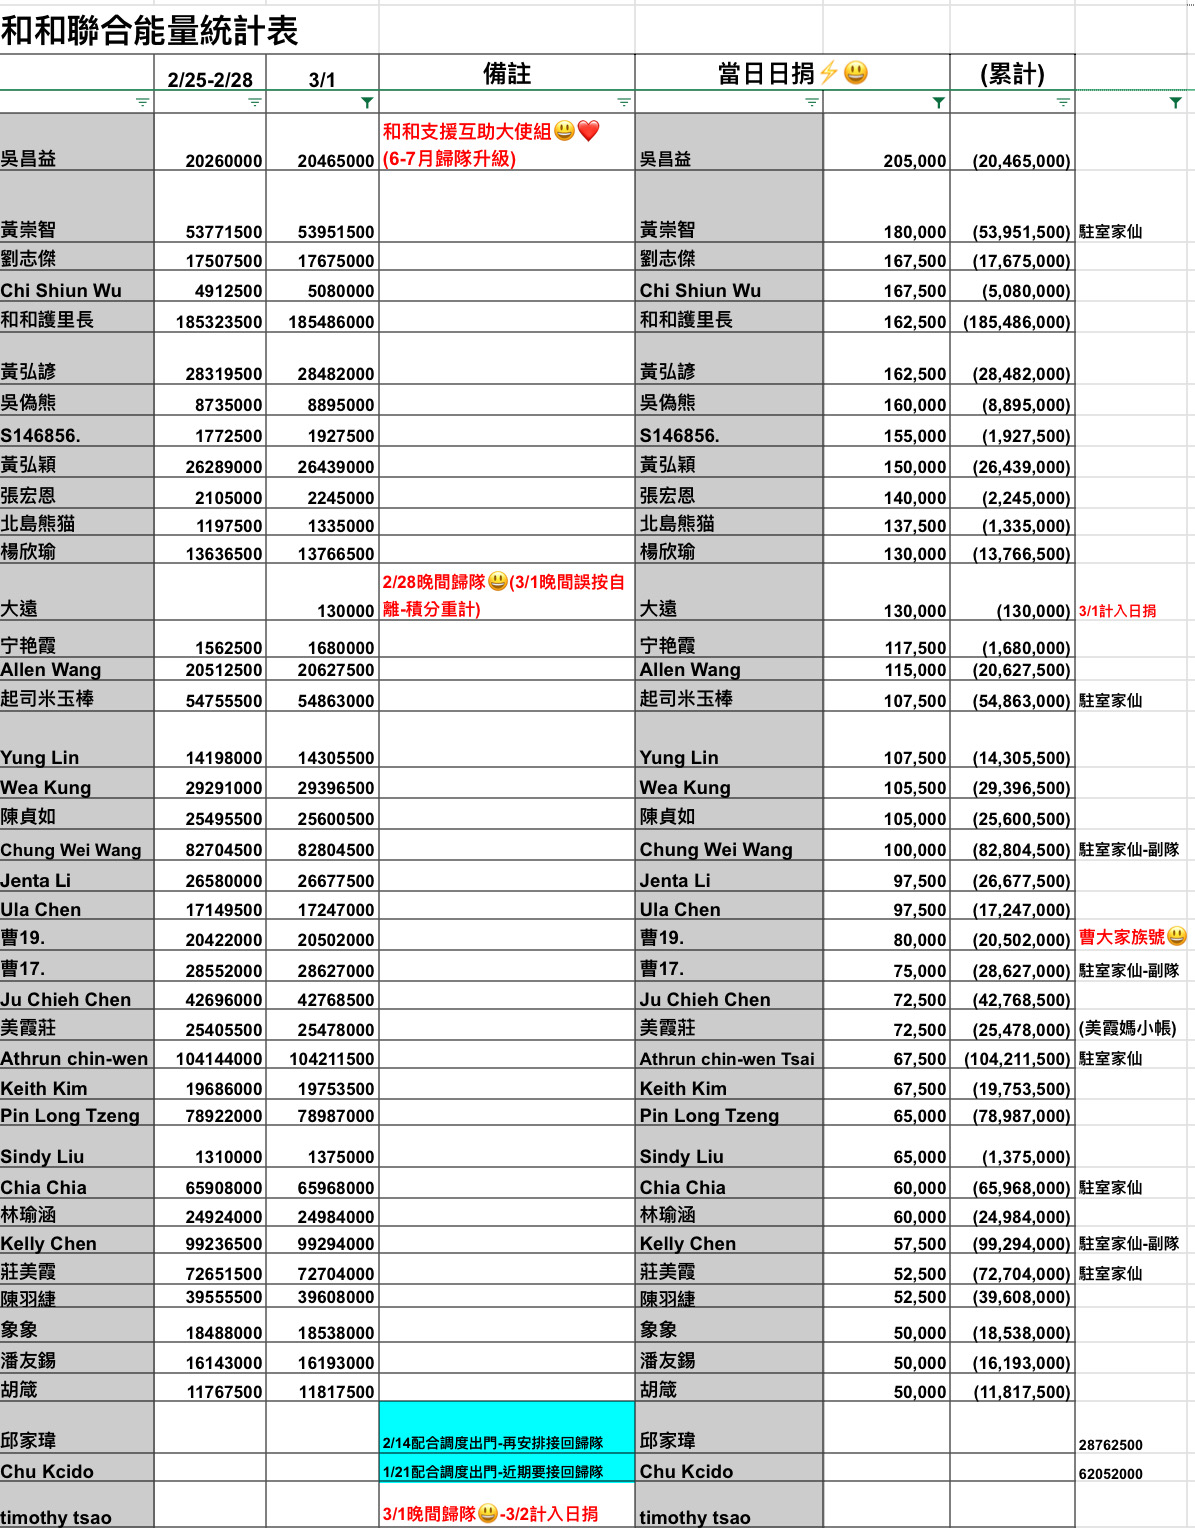 和和聯合能量統計表
2/25-2/28 3/1 備註 當日日捐⚡😃 (累計)
和和支援互助大使組😃❤️
吳昌益 20260000 20465000 (6-7月歸隊升級) 吳昌益 205,000 (20,465,000)
黃崇智 53771500 53951500 黃崇智 180,000 (53,951,500) 駐室家仙
劉志傑 17507500 17675000 劉志傑 167,500 (17,675,000)
Chi Shiun Wu 4912500 5080000 Chi Shiun Wu 167,500 (5,080,000)
和和護里長 185323500 185486000 和和護里長 162,500 (185,486,000)
黃弘諺 28319500 28482000 黃弘諺 162,500 (28,482,000)
吳偽熊 8735000 8895000 吳偽熊 160,000 (8,895,000)
S146856. 1772500 1927500 S146856. 155,000 (1,927,500)
黃弘穎 26289000 26439000 黃弘穎 150,000 (26,439,000)
張宏恩 2105000 2245000 張宏恩 140,000 (2,245,000)
北島熊猫 1197500 1335000 北島熊猫 137,500 (1,335,000)
楊欣瑜 13636500 13766500 楊欣瑜 130,000 (13,766,500)
2/28晚間歸隊😃(3/1晚間誤按自
大遠 130000 離-積分重計) 大遠 130,000 (130,000) 3/1計入日捐
宁艳霞 1562500 1680000 宁艳霞 117,500 (1,680,000)
Allen Wang 20512500 20627500 Allen Wang 115,000 (20,627,500)
起司米玉棒 54755500 54863000 起司米玉棒 107,500 (54,863,000) 駐室家仙
Yung Lin 14198000 14305500 Yung Lin 107,500 (14,305,500)
Wea Kung 29291000 29396500 Wea Kung 105,500 (29,396,500)
陳貞如 25495500 25600500 陳貞如 105,000 (25,600,500)
Chung Wei Wang 82704500 82804500 Chung Wei Wang 100,000 (82,804,500) 駐室家仙-副隊
Jenta Li 26580000 26677500 Jenta Li 97,500 (26,677,500)
Ula Chen 17149500 17247000 Ula Chen 97,500 (17,247,000)
曹19. 20422000 20502000 曹19. 80,000 (20,502,000) 曹大家族號😃
曹17. 28552000 28627000 曹17. 75,000 (28,627,000) 駐室家仙-副隊
Ju Chieh Chen 42696000 42768500 Ju Chieh Chen 72,500 (42,768,500)
美霞莊 25405500 25478000 美霞莊 72,500 (25,478,000) (美霞媽小帳)
Athrun chin-wen 104144000 104211500 Athrun chin-wen Tsai 67,500 (104,211,500) 駐室家仙
Keith Kim 19686000 19753500 Keith Kim 67,500 (19,753,500)
Pin Long Tzeng 78922000 78987000 Pin Long Tzeng 65,000 (78,987,000)
Sindy Liu 1310000 1375000 Sindy Liu 65,000 (1,375,000)
Chia Chia 65908000 65968000 Chia Chia 60,000 (65,968,000) 駐室家仙
林瑜涵 24924000 24984000 林瑜涵 60,000 (24,984,000)
Kelly Chen 99236500 99294000 Kelly Chen 57,500 (99,294,000) 駐室家仙-副隊
莊美霞 72651500 72704000 莊美霞 52,500 (72,704,000) 駐室家仙
陳羽緁 39555500 39608000 陳羽緁 52,500 (39,608,000)
象象 18488000 18538000 象象 50,000 (18,538,000)
潘友錫 16143000 16193000 潘友錫 50,000 (16,193,000)
胡箴 11767500 11817500 胡箴 50,000 (11,817,500)
邱家瑋 2/14配合調度出門-再安排接回歸隊 邱家瑋 28762500
Chu Kcido 1/21配合調度出門-近期要接回歸隊 Chu Kcido 62052000
timothy tsao 3/1晚間歸隊😃-3/2計入日捐 timothy tsao